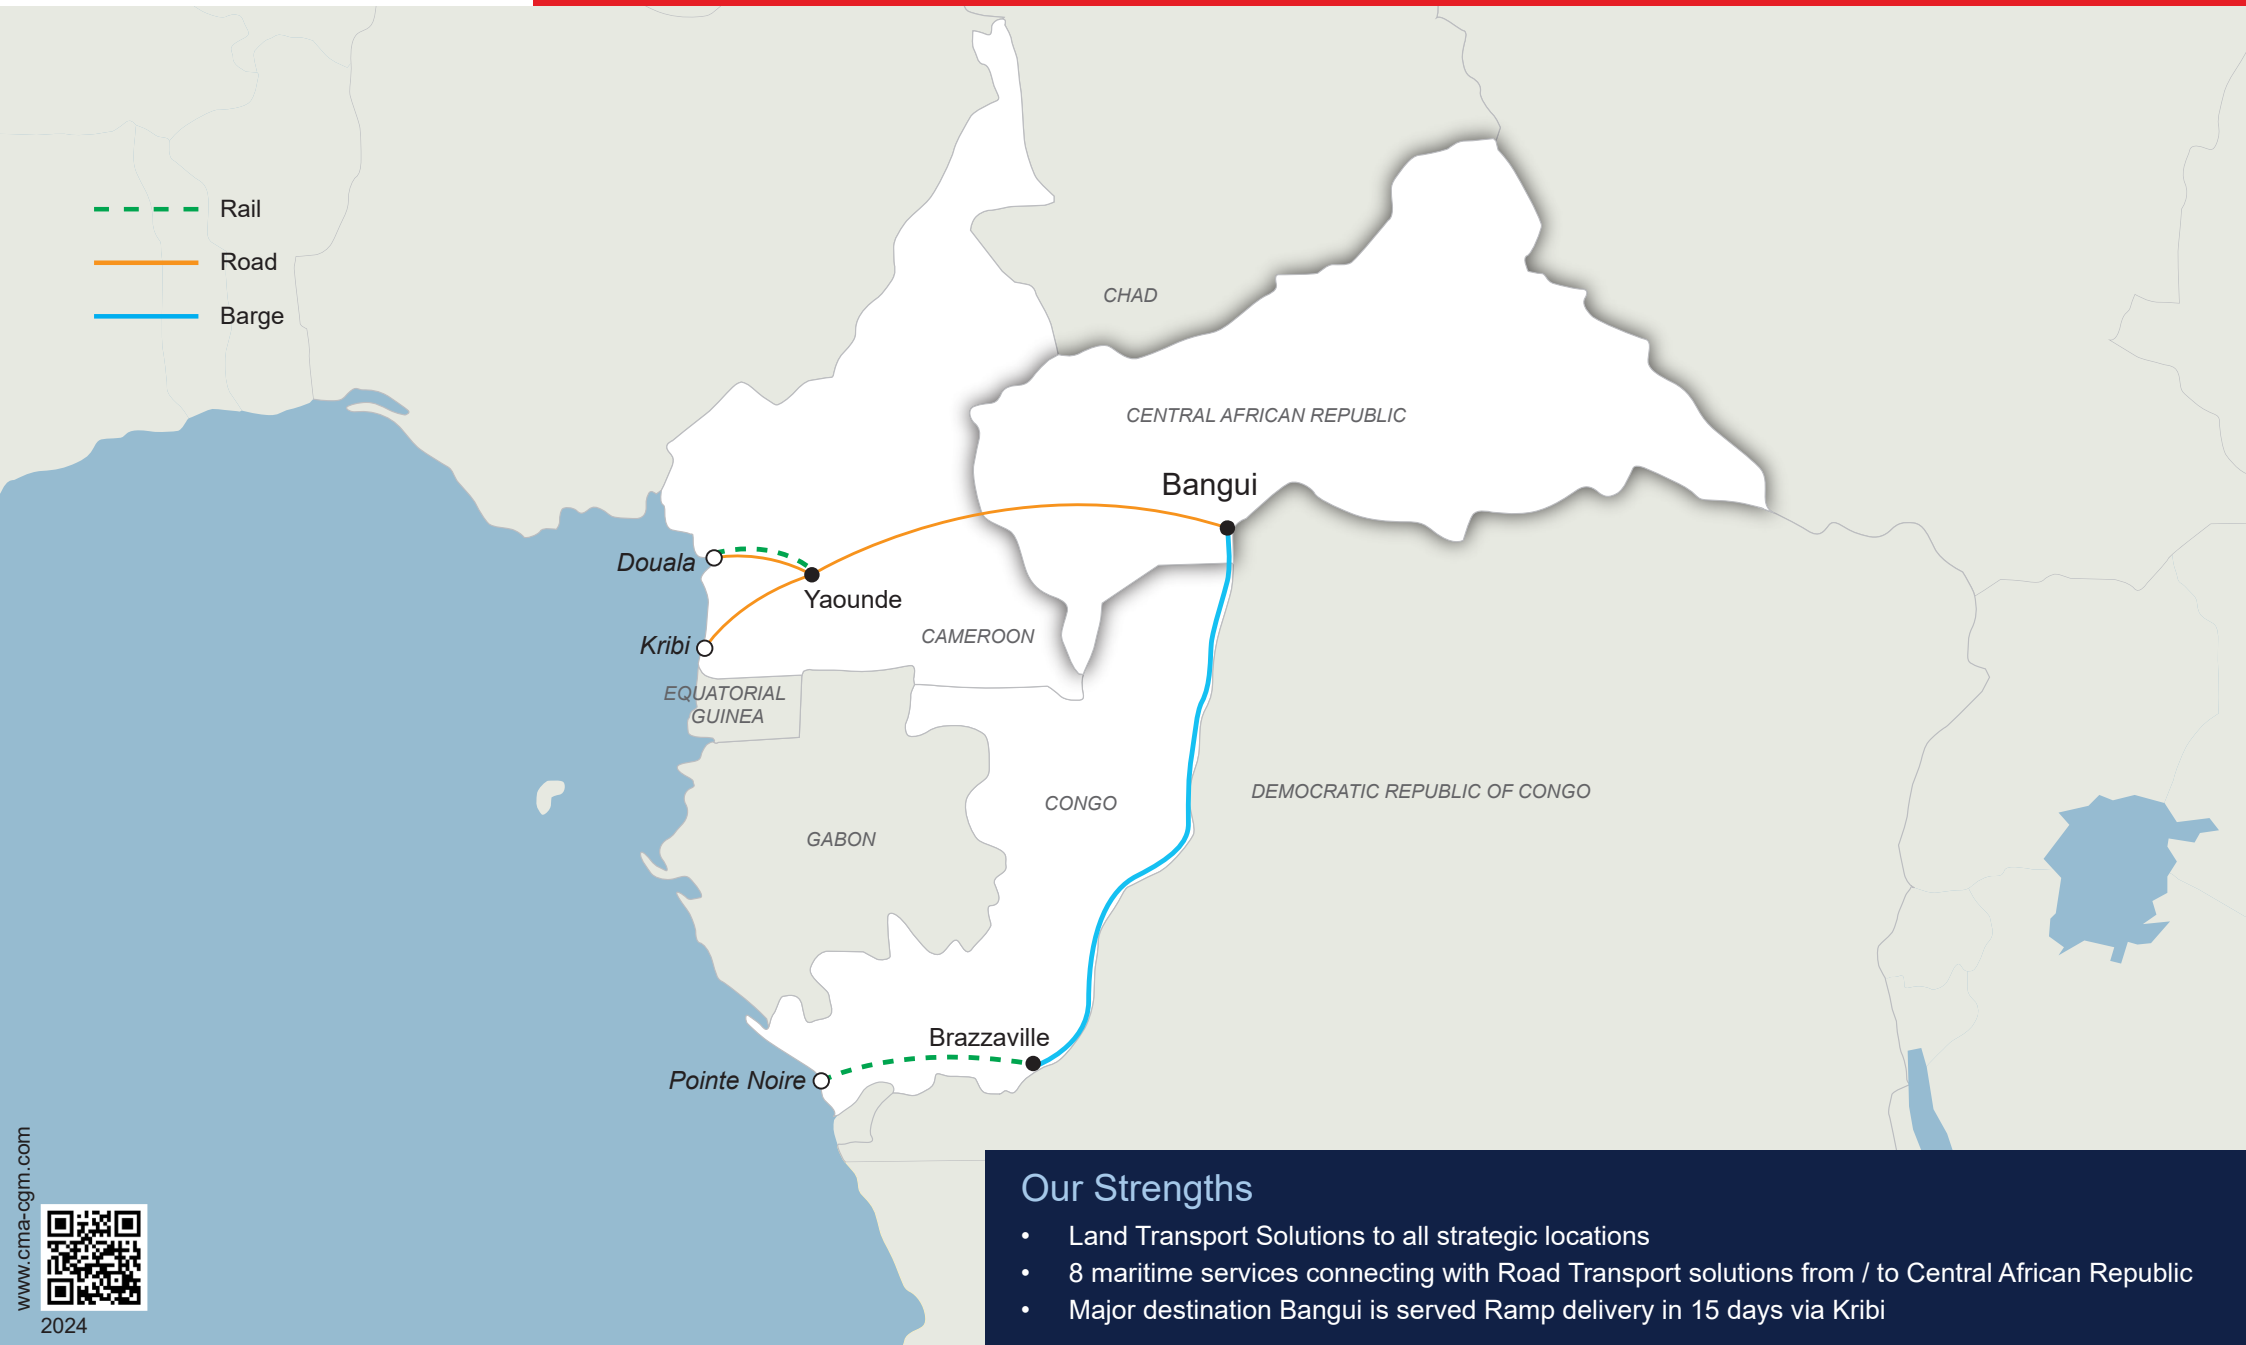 Rail
Road
Barge
CHAD
CENTRAL AFRICAN REPUBLIC
Bangui
Douala
Yaounde
Kribi
CAMEROON
EQUATORIAL
GUINEA
CONGO
DEMOCRATIC REPUBLIC OF CONGO
GABON
Brazzaville
Pointe Noire
www.cma-cgm.com
2024
Our Strengths
• Land Transport Solutions to all strategic locations
• 8 maritime services connecting with Road Transport solutions from / to Central African Republic
• Major destination Bangui is served Ramp delivery in 15 days via Kribi